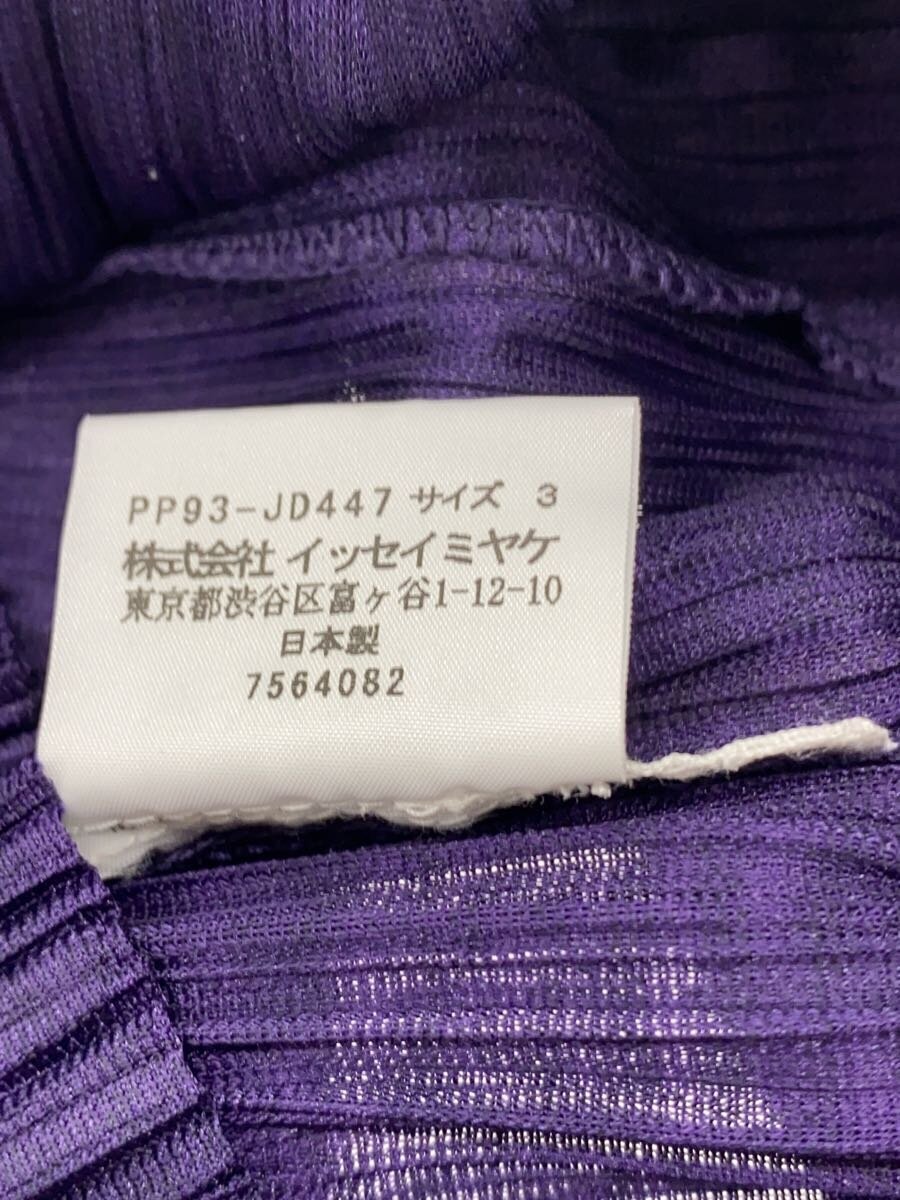 PP93-JD447 サイズ 3
株式会社 イッセイミヤケ
東京都渋谷区富ヶ谷1-12-10
日本製
7564082